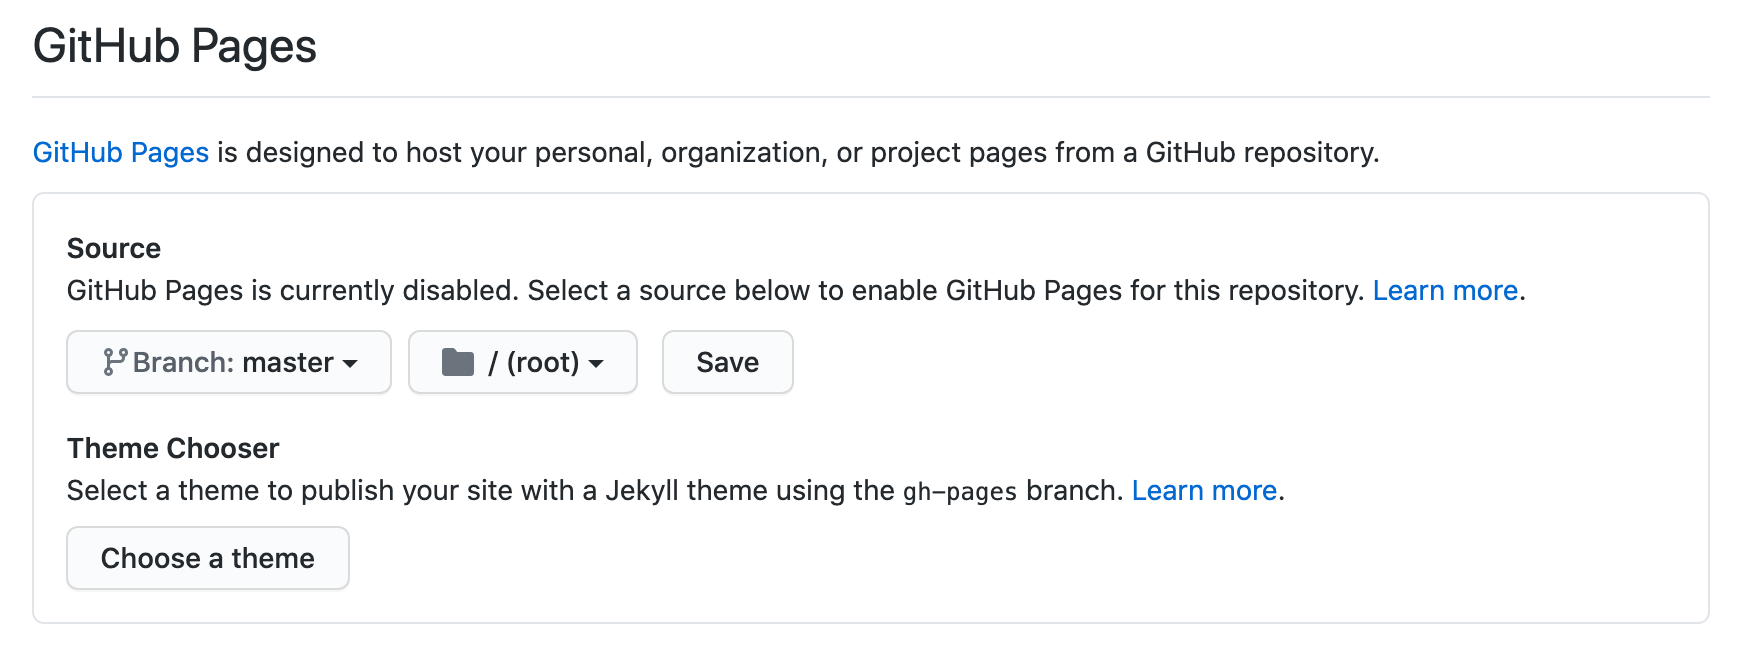 GitHub Pages
GitHub Pages is designed to host your personal, organization, or project pages from a GitHub repository.
Source
GitHub Pages is currently disabled. Select a source below to enable GitHub Pages for this repository. Learn more.
Branch: master / (root) Save
Theme Chooser
Select a theme to publish your site with a Jekyll theme using the gh-pages branch. Learn more.
Choose a theme